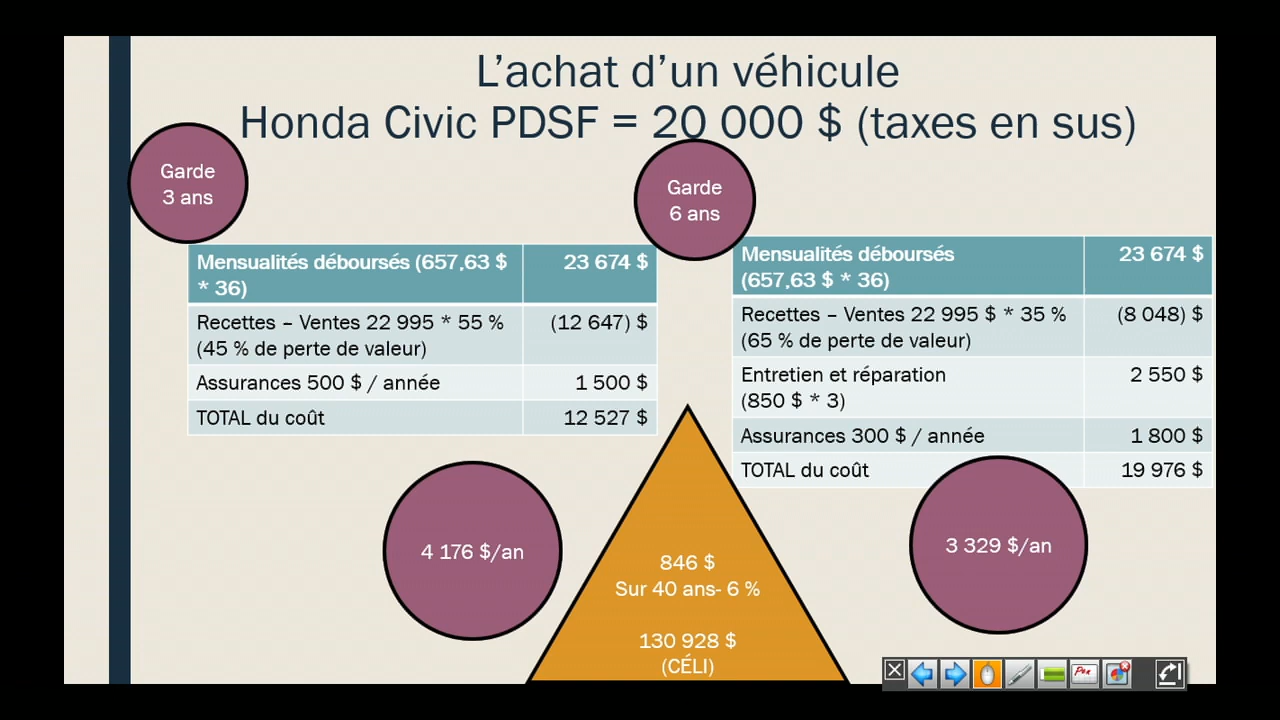 L’achat d’un véhicule
Honda Civic PDSF = 20 000 $ (taxes en sus)
Garde
3 ans
Mensualités déboursés (657,63 $
* 36)
23 674 $
Recettes – Ventes 22 995 * 55 %
(45 % de perte de valeur)
(12 647) $
Assurances 500 $ / année
1 500 $
TOTAL du coût
12 527 $
4 176 $/an
Garde
6 ans
Mensualités déboursés
(657,63 $ * 36)
23 674 $
Recettes – Ventes 22 995 $ * 35 %
(65 % de perte de valeur)
(8 048) $
Entretien et réparation
(850 $ * 3)
2 550 $
Assurances 300 $ / année
1 800 $
TOTAL du coût
19 976 $
3 329 $/an
846 $
Sur 40 ans- 6 %
130 928 $
(CÉLI)
Pen